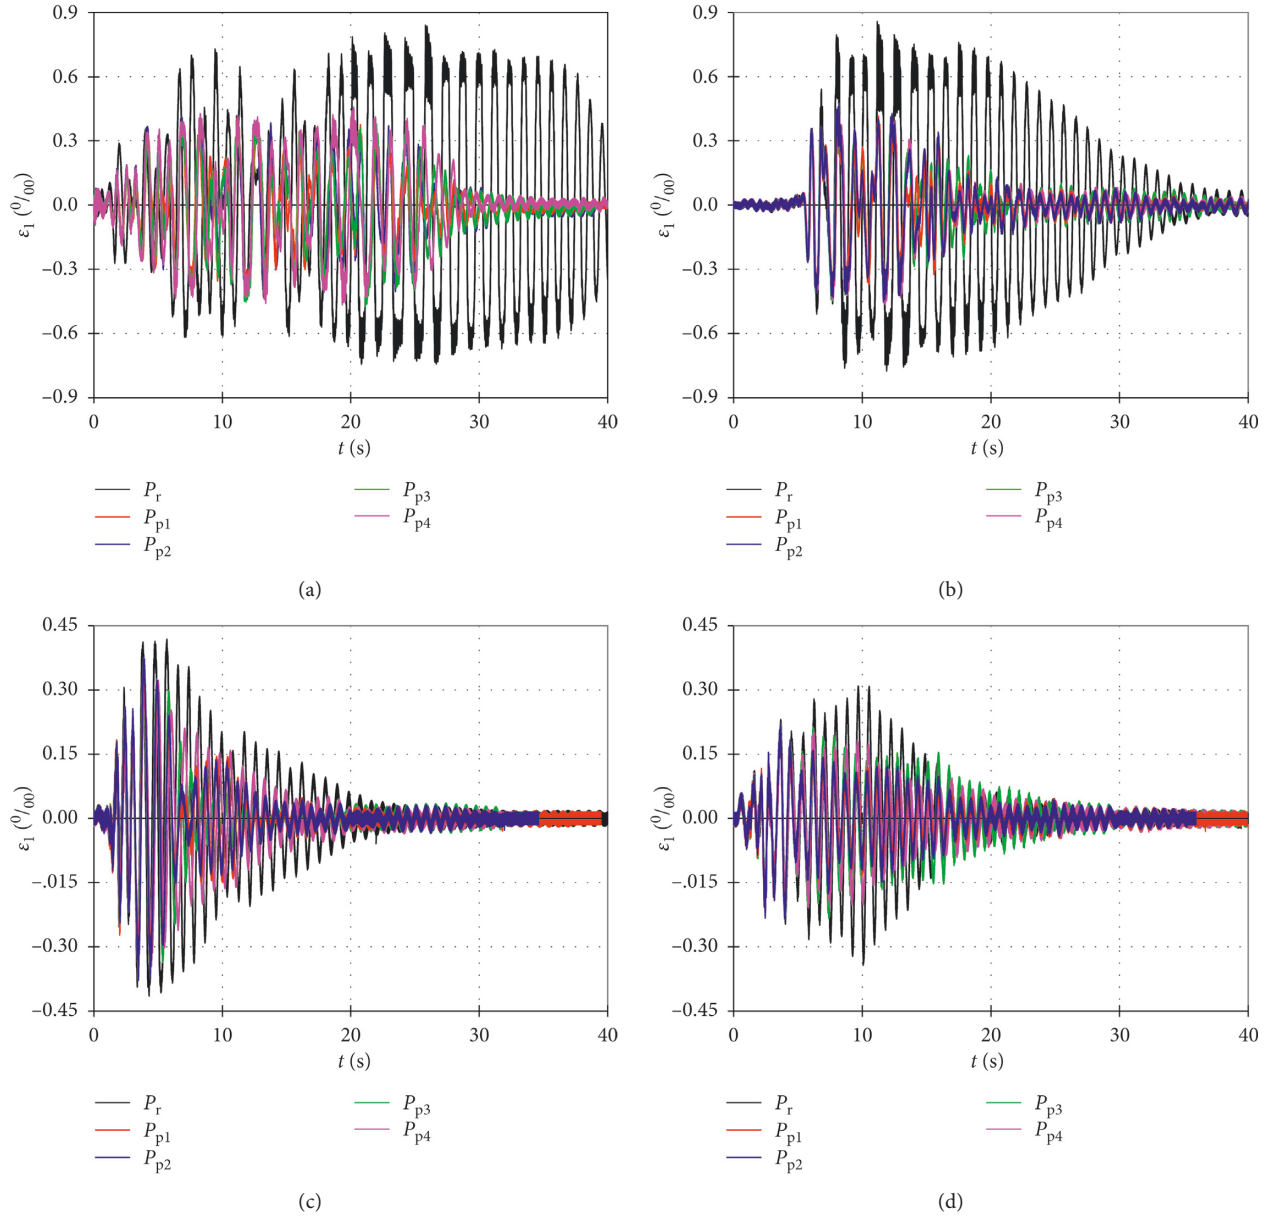 0.9
0.6
0.3
0.0
–0.3
–0.6
–0.9
ε1 (0/00)
0 10 20 30 40
t (s)
Pr
Pp1
Pp2
Pp3
Pp4
(a)
0.9
0.6
0.3
0.0
–0.3
–0.6
–0.9
ε1 (0/00)
0 10 20 30 40
t (s)
Pr
Pp1
Pp2
Pp3
Pp4
(b)
0.45
0.30
0.15
0.00
–.015
–0.30
–0.45
ε1 (0/00)
0 10 20 30 40
t (s)
Pr
Pp1
Pp2
Pp3
Pp4
(c)
0.45
0.30
0.15
0.00
–.015
–0.30
–0.45
ε1 (0/00)
0 10 20 30 40
t (s)
Pr
Pp1
Pp2
Pp3
Pp4
(d)